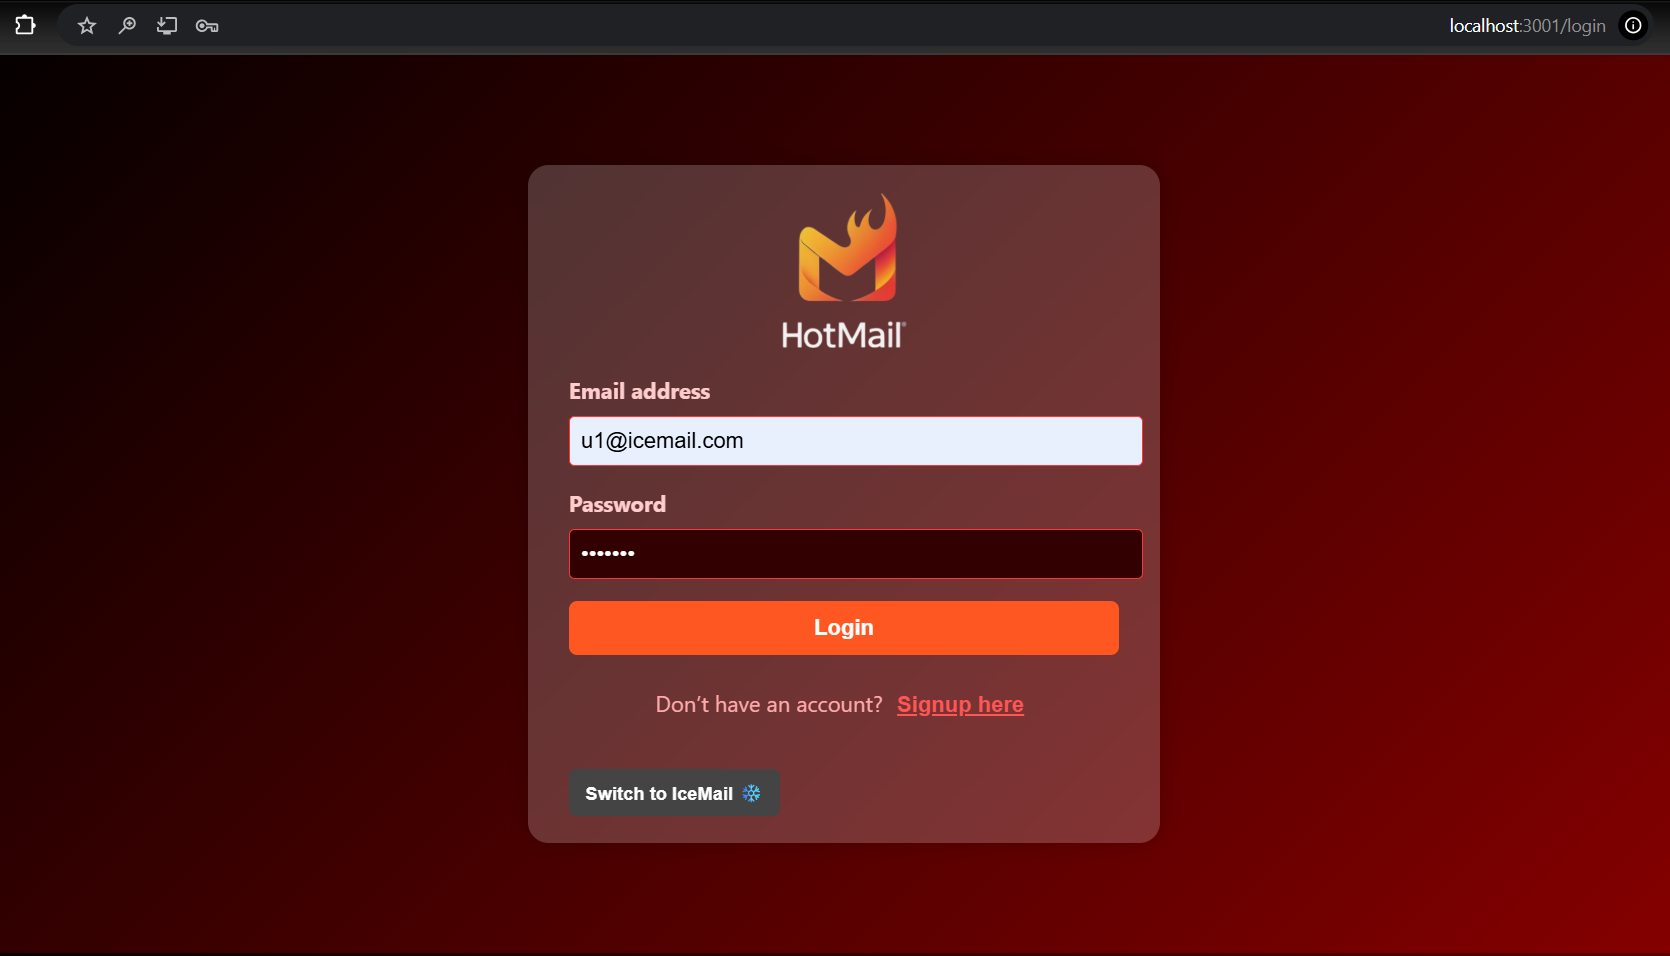 localhost:3001/login
HotMail
Email address
u1@icemail.com
Password
•••••••
Login
Don’t have an account? Signup here
Switch to IceMail ❄️